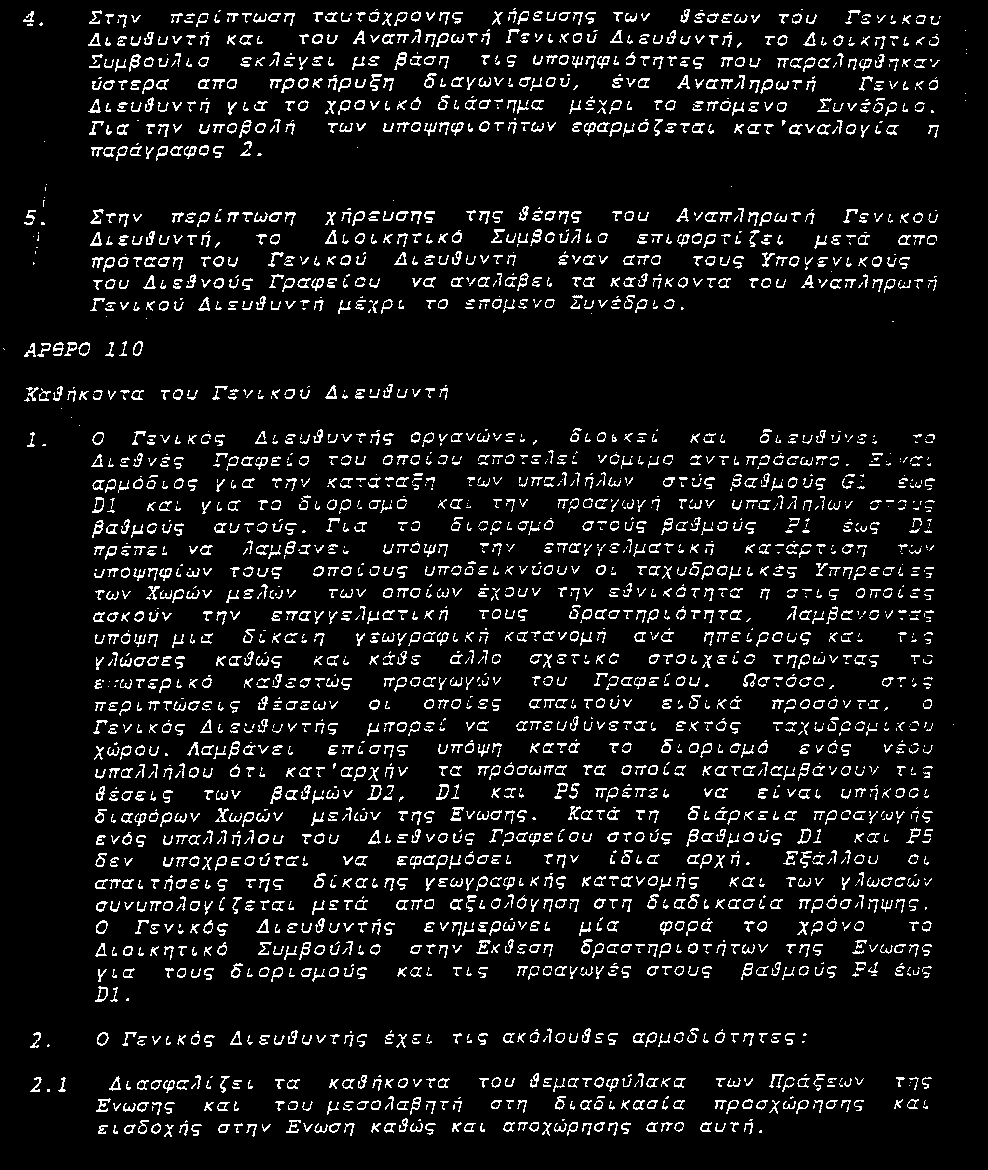 4. Στην περίπτωση ταυτόχρονης χήρευσης των θέσεων του Γενικου
Διευθυντή και του Αναπληρωτή Γενικού Διευθυντή, το Διοικητικό
Συμβούλιο εκλέγει με βάση τις υποψηφιότητες που παραληφθηκαν
ύστερα απο προκήρυξη διαγωνισμού, ένα Αναπληρωτή Γενικό
Διευθυντή για το χρονικό διάστημα μέχρι το επόμενο Συνέδριο.
Για την υποβολή των υποψηφιοτήτων εφαρμόζεται κατ'αναλογία η
παράγραφος 2.
5. Στην περίπτωση χήρευσης της θέσης του Αναπληρωτή Γενικού
Διευθυντή, το Διοικητικό Συμβούλιο επιφορτίζει μετά απο
πρόταση του Γενικού Διευθυντή έναν απο τους Υπογενικούς
του Διεθνούς Γραφείου να αναλάβει τα καθήκοντα του Αναπληρωτή
Γενικού Διευθυντή μέχρι το επόμενο Συνέδριο.
ΑΡΘΡΟ 110
Καθήκοντα του Γενικού Διευθυντή
1. Ο Γενικός Διευθυντής οργανώνει, διοικεί και διευθύνει το
Διεθνές Γραφείο του οποίου αποτελεί νόμιμο αντιπρόσωπο. Είναι
αρμόδιος για την κατάταξη των υπαλλήλων στύς βαθμούς G1 έως
D1 και για το διορισμό και την προαγωγή των υπαλλήλων στους
βαθμούς αυτούς. Για το διορισμό στούς βαθμούς P1 έως D1
πρέπει να λαμβάνει υπόψη την επαγγελματική κατάρτιση των
υποψηφίων τους οποίους υποδεικνύουν οι ταχυδρομικές Υπηρεσίες
των Χωρών μελών των οποίων έχουν την εθνικότητα η στις οποίες
ασκούν την επαγγελματική τους δραστηριότητα, λαμβάνοντας
υπόψη μια δίκαιη γεωγραφική κατανομή ανά ηπείρους και τις
γλώσσες καθώς και κάθε άλλο σχετικο στοιχείο τηρώντας το
εσωτερικό καθεστώς προαγωγών του Γραφείου. Ωστόσο, στις
περιπτώσεις θέσεων οι οποίες απαιτούν ειδικά προσόντα, ο
Γενικός Διευθυντής μπορεί να απευθύνεται εκτός ταχυδρομικου
χώρου. Λαμβάνει επίσης υπόψη κατά το διορισμό ενός νέου
υπαλλήλου ότι κατ'αρχήν τα πρόσωπα τα οποία καταλαμβάνουν τις
θέσεις των βαθμών D2, D1 και P5 πρέπει να είναι υπήκοοι
διαφόρων Χωρών μελών της Ενωσης. Κατά τη διάρκεια προαγωγής
ενός υπαλλήλου του Διεθνούς Γραφείου στούς βαθμούς D1 και P5
δεν υποχρεούται να εφαρμόσει την ίδια αρχή. Εξάλλου οι
απαιτήσεις της δίκαιης γεωγραφικής κατανομής και των γλωσσών
συνυπολογίζεται μετά απο αξιολόγηση στη διαδικασία πρόσληψης.
Ο Γενικός Διευθυντής ενημερώνει μία φορά το χρόνο το
Διοικητικό Συμβούλιο στην Εκθεση δραστηριοτήτων της Ενωσης
για τους διορισμούς και τις προαγωγές στους βαθμούς P4 έως
D1.
2. Ο Γενικός Διευθυντής έχει τις ακόλουθες αρμοδιότητες:
2.1 Διασφαλίζει τα καθήκοντα του θεματοφύλακα των Πράξεων της
Ενωσης και του μεσολαβητή στη διαδικασία προσχώρησης και
εισδοχής στην Ενωση καθώς και αποχώρησης απο αυτή.